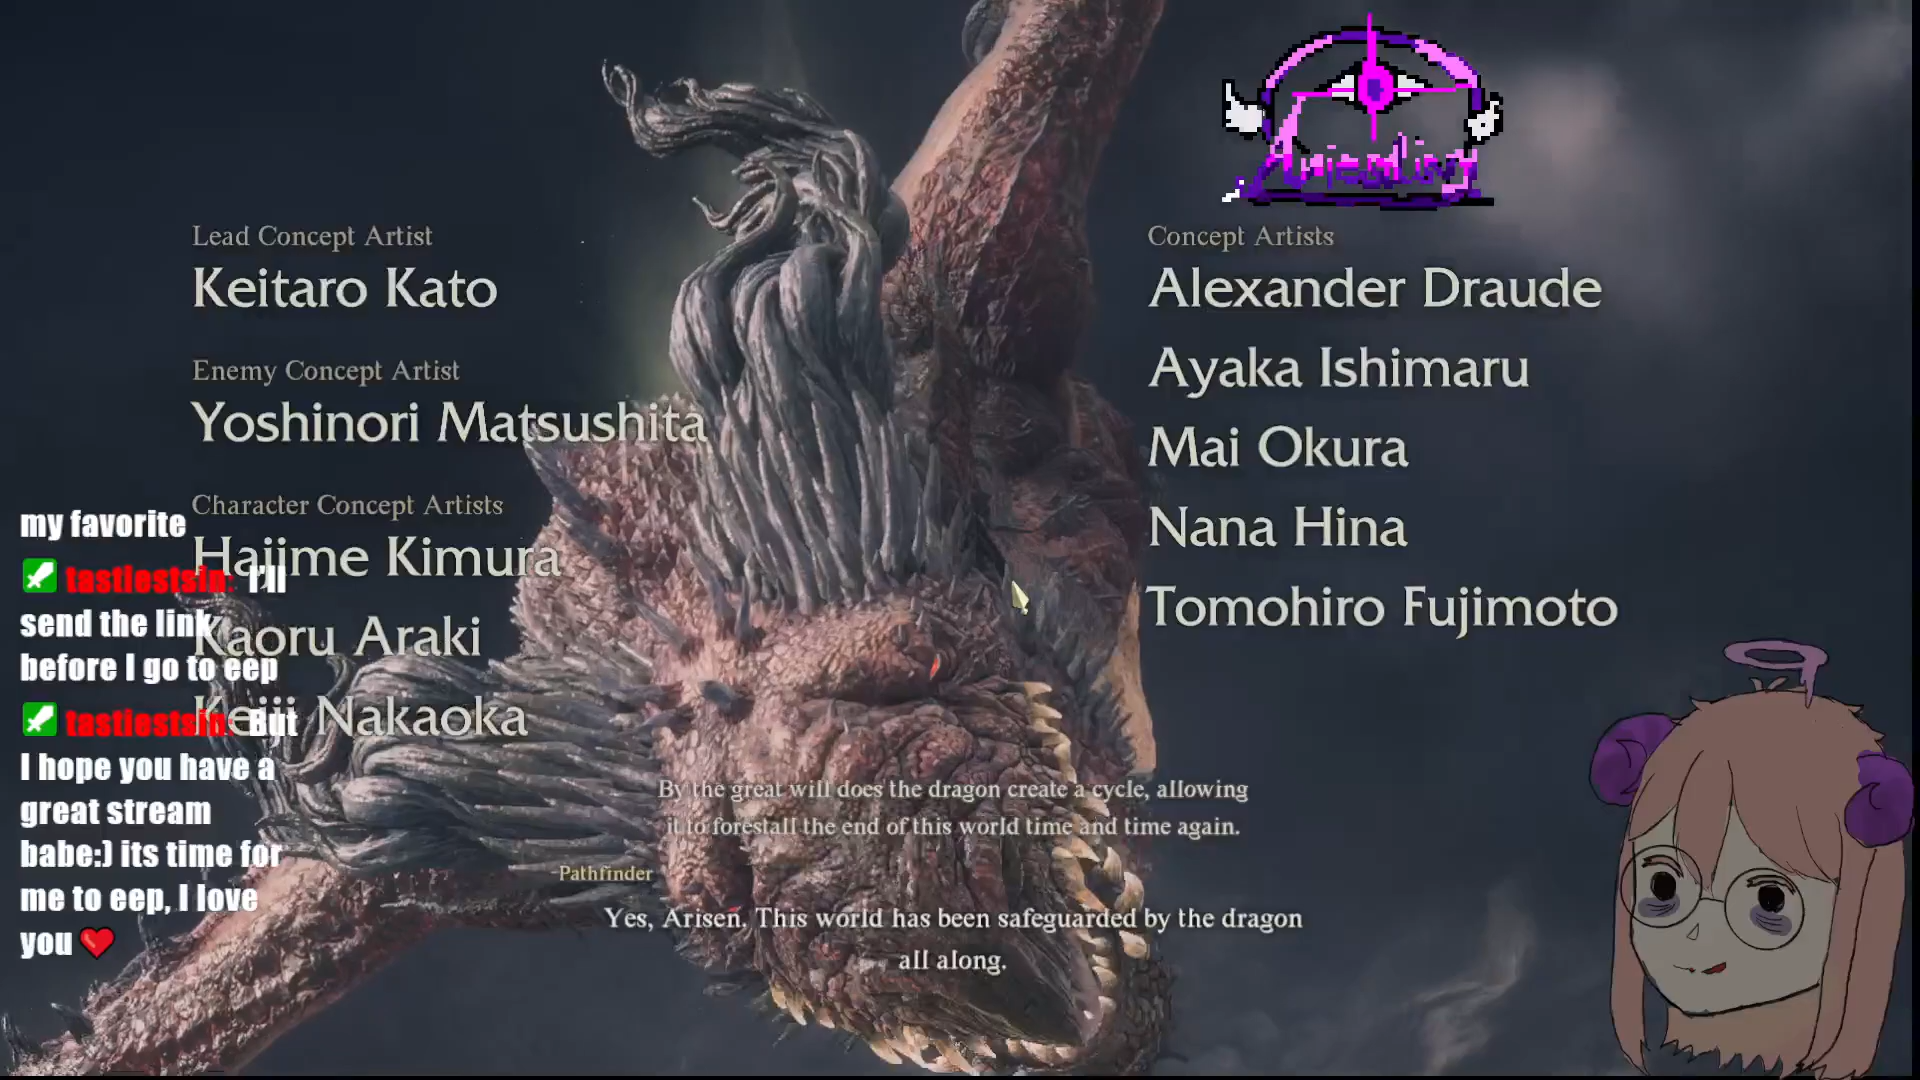 Lead Concept Artist
Keitaro Kato
Enemy Concept Artist
Yoshinori Matsushita
Character Concept Artists
Hajime Kimura
Kaoru Araki
Keiji Nakaoka
Concept Artists
Alexander Draude
Ayaka Ishimaru
Mai Okura
Nana Hina
Tomohiro Fujimoto
my favorite
tastiestsin: I'll
send the link
before I go to eep
tastiestsin: But
I hope you have a
great stream
babe:) its time for
me to eep, I love
you
By the great will does the dragon create a cycle, allowing
it to forestall the end of this world time and time again.
Pathfinder
Yes, Arisen. This world has been safeguarded by the dragon
all along.